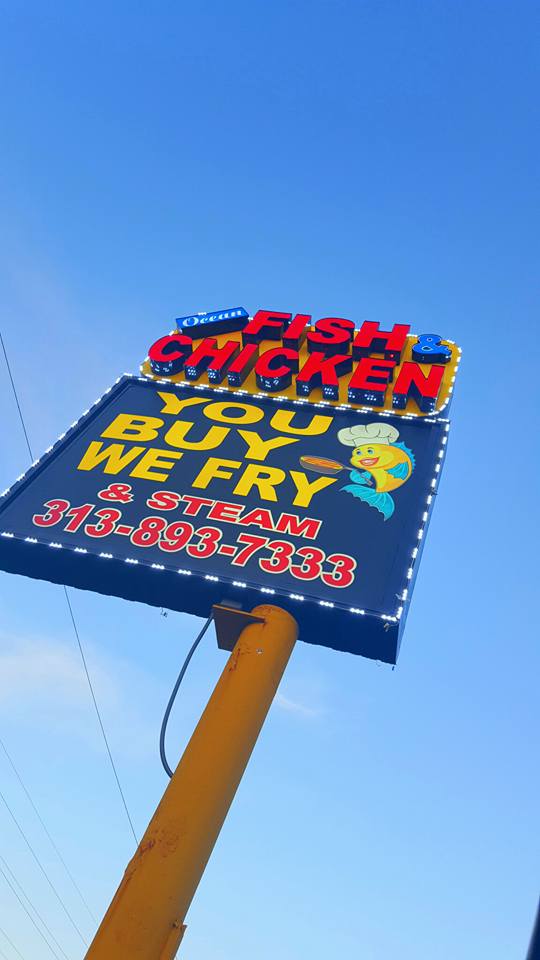 Ocean
FISH &
CHICKEN
YOU
BUY
WE FRY
& STEAM
313-893-7333